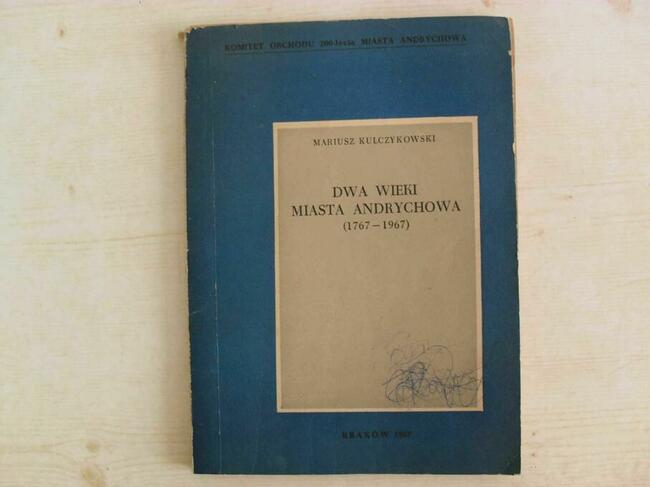 KOMITET OBCHODU 200-lecia MIASTA ANDRYCHOWA
MARIUSZ KULCZYKOWSKI
DWA WIEKI
MIASTA ANDRYCHOWA
(1767 — 1967)
KRAKÓW 1967